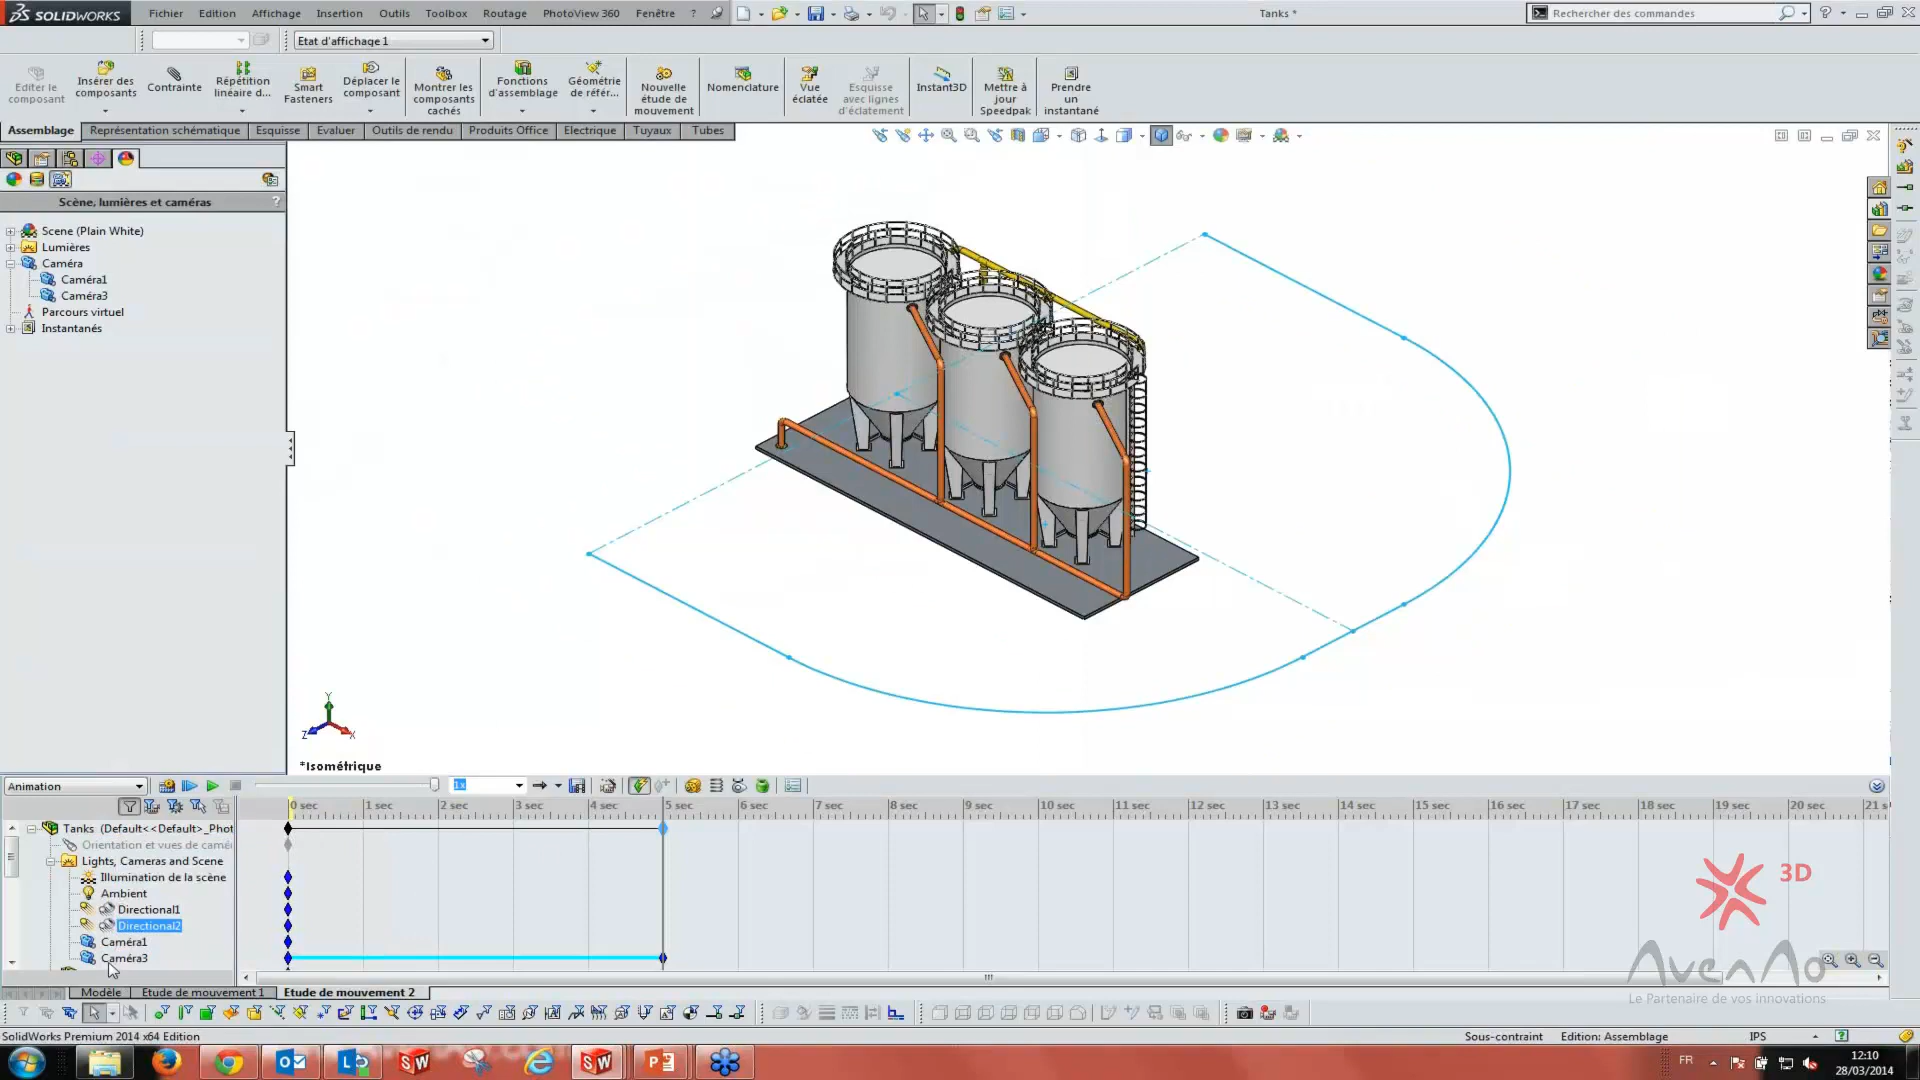 SOLIDWORKS Fichier Edition Affichage Insertion Outils Toolbox Routage PhotoView 360 Fenêtre ? Tanks * Rechercher des commandes
Etat d'affichage 1
Editer le composant
Insérer des composants
Contrainte
Répétition linéaire d...
Smart Fasteners
Déplacer le composant
Montrer les composants cachés
Fonctions d'assemblage
Géométrie de référ...
Nouvelle étude de mouvement
Nomenclature
Vue éclatée
Esquisse avec lignes d'éclatement
Instant3D
Mettre à jour Speedpak
Prendre un instantané
Assemblage Représentation schématique Esquisse Evaluer Outils de rendu Produits Office Electrique Tuyaux Tubes
Scène, lumières et caméras ?
Scene (Plain White)
Lumières
Caméra
Caméra1
Caméra3
Parcours virtuel
Instantanés
Y
Z X
*Isométrique
Animation 1x
0 sec 1 sec 2 sec 3 sec 4 sec 5 sec 6 sec 7 sec 8 sec 9 sec 10 sec 11 sec 12 sec 13 sec 14 sec 15 sec 16 sec 17 sec 18 sec 19 sec 20 sec 21 s
Tanks (Default<<Default>_Phot
Orientation et vues de camé
Lights, Cameras and Scene
Illumination de la scène
Ambient
Directional1
Directional2
Caméra1
Caméra3
3D
AvenAo
Le Partenaire de vos innovations
Modèle Etude de mouvement 1 Etude de mouvement 2
SolidWorks Premium 2014 x64 Edition Sous-contraint Edition: Assemblage IPS
FR 12:10
28/03/2014